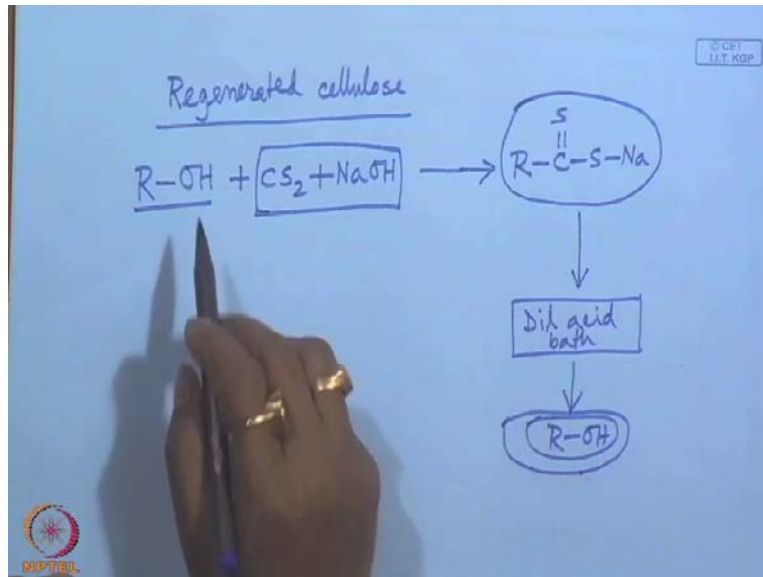 © CET
I.I.T. KGP
Regenerated cellulose
R-OH + CS₂+NaOH → R-C-S-Na
S
||
Dil acid
bath
R-OH
NPTEL